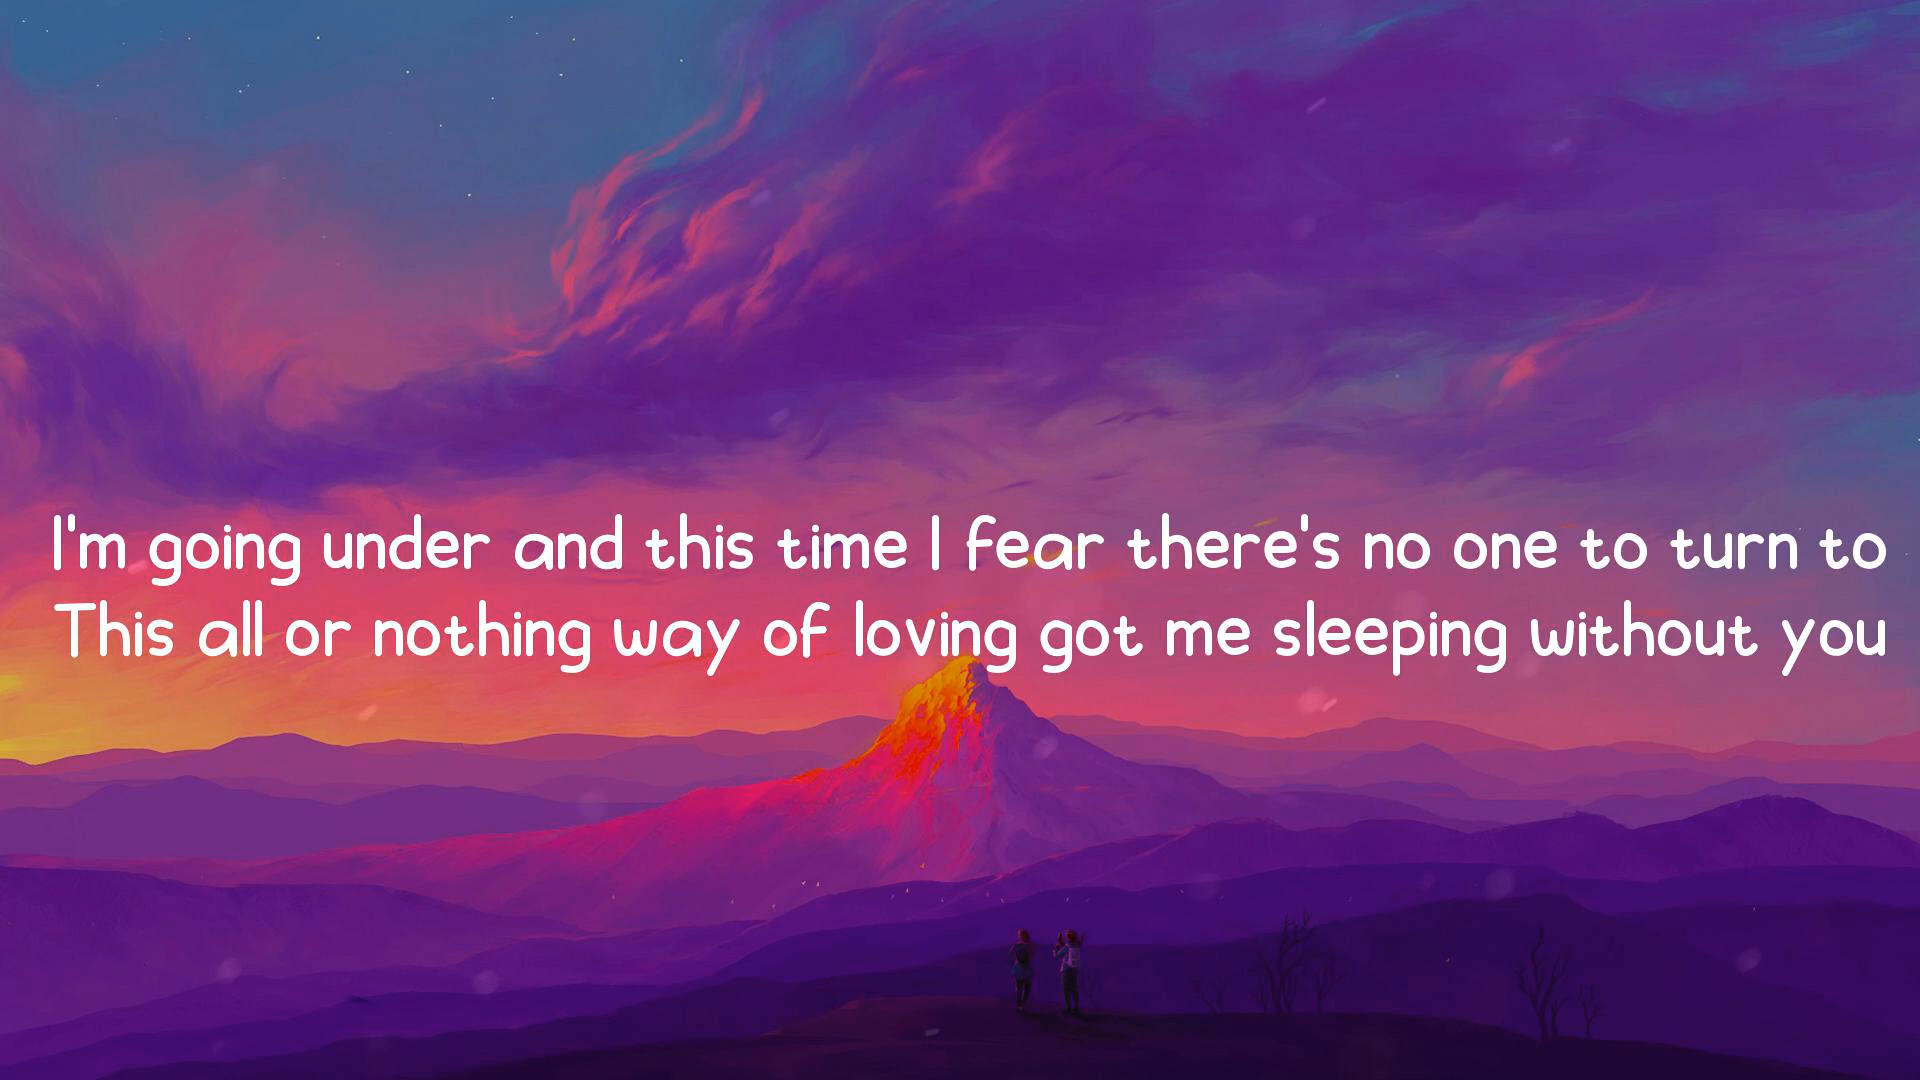 I'm going under and this time I fear there's no one to turn to
This all or nothing way of loving got me sleeping without you